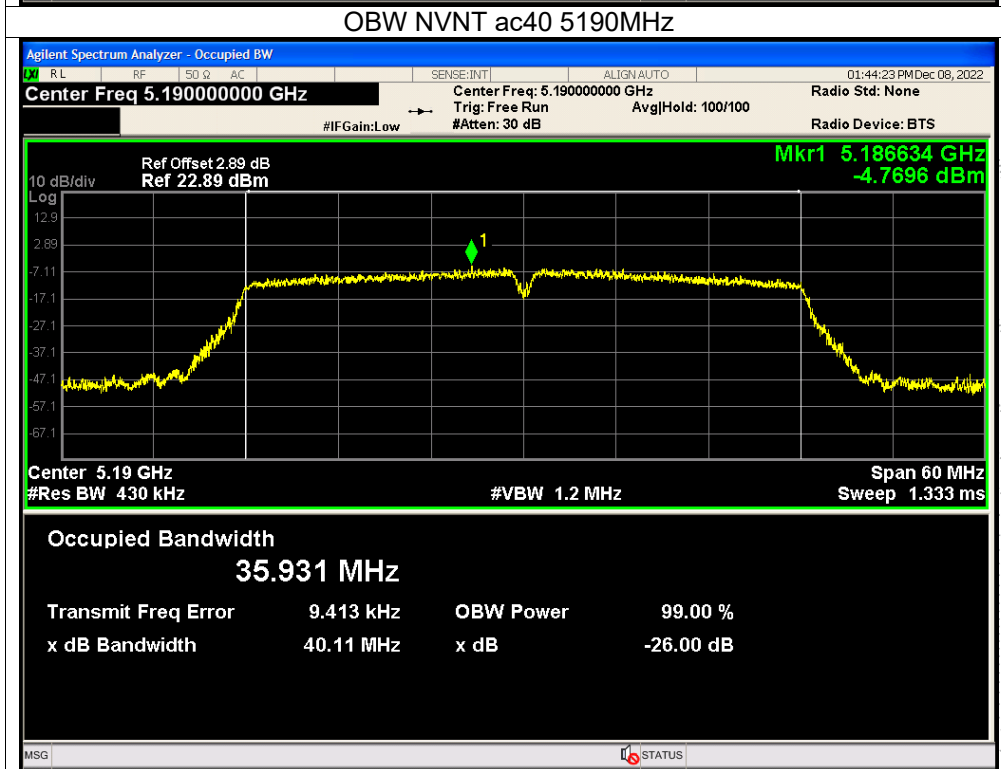 OBW NVNT ac40 5190MHz
Agilent Spectrum Analyzer - Occupied BW
LXI RL RF 50 Ω AC SENSE:INT ALIGN AUTO 01:44:23 PM Dec 08, 2022
Center Freq 5.190000000 GHz Center Freq: 5.190000000 GHz Radio Std: None
Trig: Free Run Avg|Hold: 100/100
#IFGain:Low #Atten: 30 dB Radio Device: BTS
Mkr1 5.186634 GHz
-4.7696 dBm
Ref Offset 2.89 dB
10 dB/div Ref 22.89 dBm
Log
12.9
2.89
-7.11
-17.1
-27.1
-37.1
-47.1
-57.1
-67.1
1
Center 5.19 GHz Span 60 MHz
#Res BW 430 kHz #VBW 1.2 MHz Sweep 1.333 ms
Occupied Bandwidth
35.931 MHz
Transmit Freq Error 9.413 kHz OBW Power 99.00 %
x dB Bandwidth 40.11 MHz x dB -26.00 dB
MSG STATUS